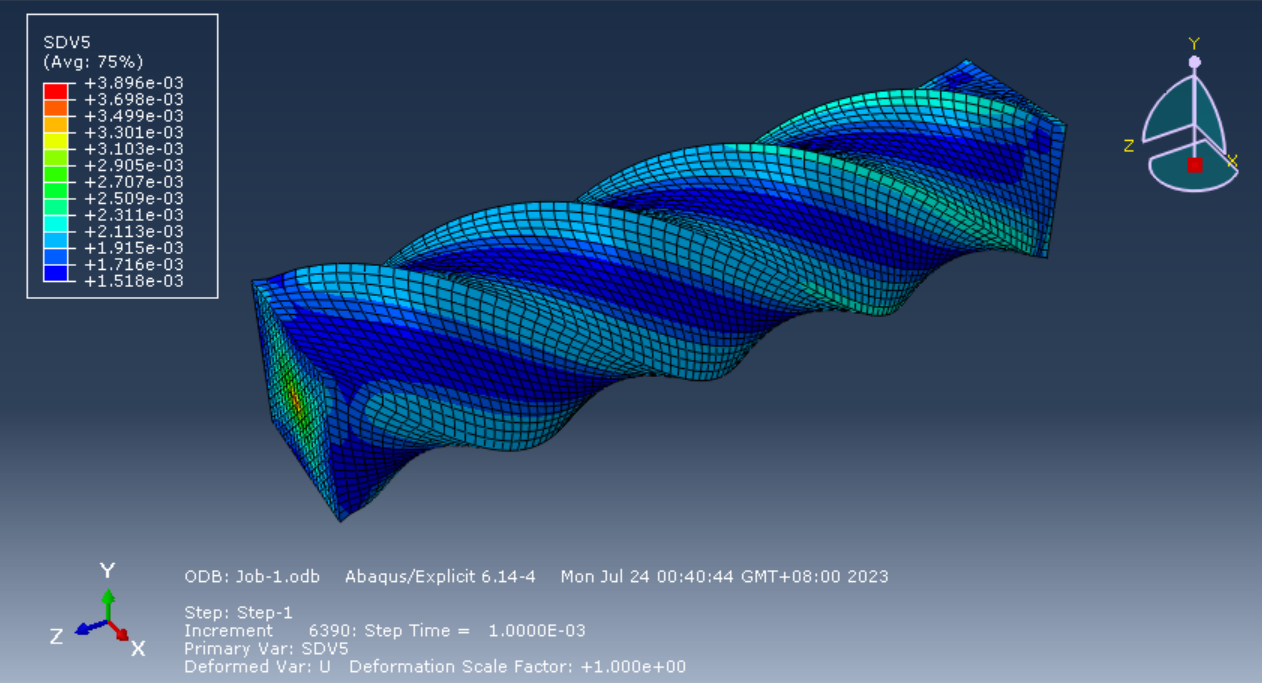 SDV5
(Avg: 75%)
+3.896e-03
+3.698e-03
+3.499e-03
+3.301e-03
+3.103e-03
+2.905e-03
+2.707e-03
+2.509e-03
+2.311e-03
+2.113e-03
+1.915e-03
+1.716e-03
+1.518e-03
Y
Z
X
Y
Z
X
ODB: Job-1.odb    Abaqus/Explicit 6.14-4    Mon Jul 24 00:40:44 GMT+08:00 2023
Step: Step-1
Increment    6390: Step Time =    1.0000E-03
Primary Var: SDV5
Deformed Var: U   Deformation Scale Factor: +1.000e+00